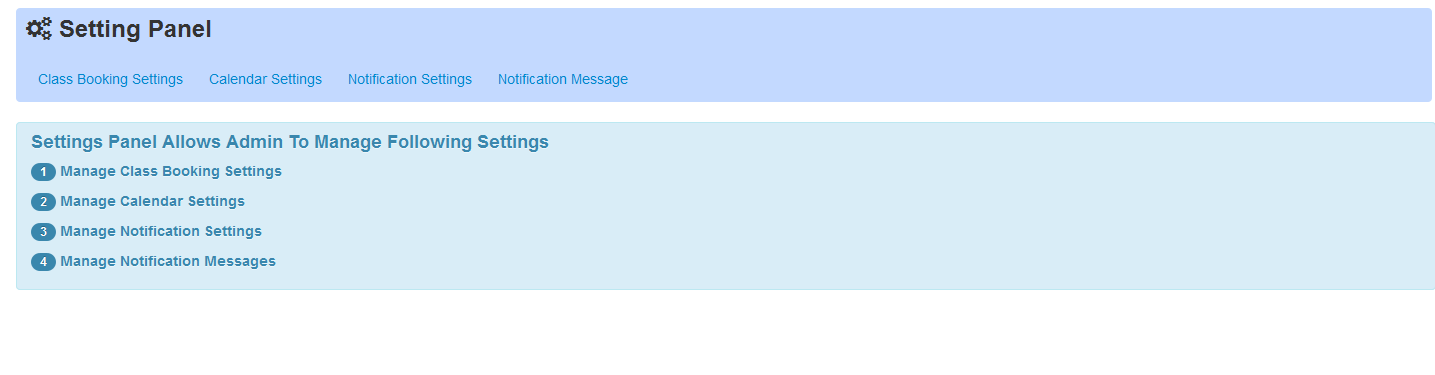 Setting Panel
Class Booking Settings Calendar Settings Notification Settings Notification Message
Settings Panel Allows Admin To Manage Following Settings
1 Manage Class Booking Settings
2 Manage Calendar Settings
3 Manage Notification Settings
4 Manage Notification Messages